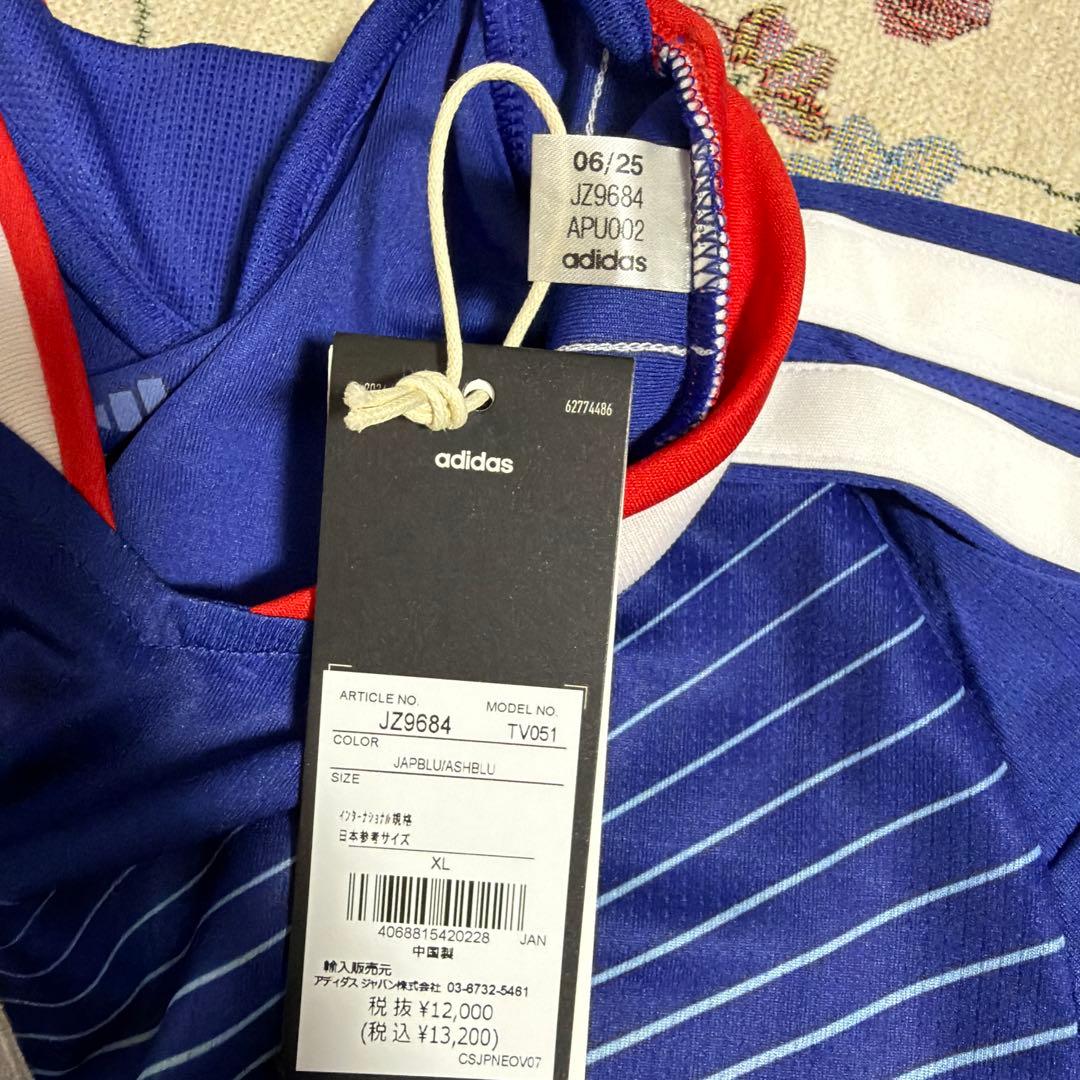 06/25
JZ9684
APU002
adidas
62774486
adidas
ARTICLE NO.
MODEL NO.
JZ9684
TV051
COLOR
JAPBLU/ASHBLU
SIZE
インターナショナル規格
日本参考サイズ
XL
4068815420228
JAN
中国製
輸入販売元
アディダス ジャパン株式会社 03-8732-5461
税 抜 ¥12,000
(税 込 ¥13,200)
CSJPNEOV07